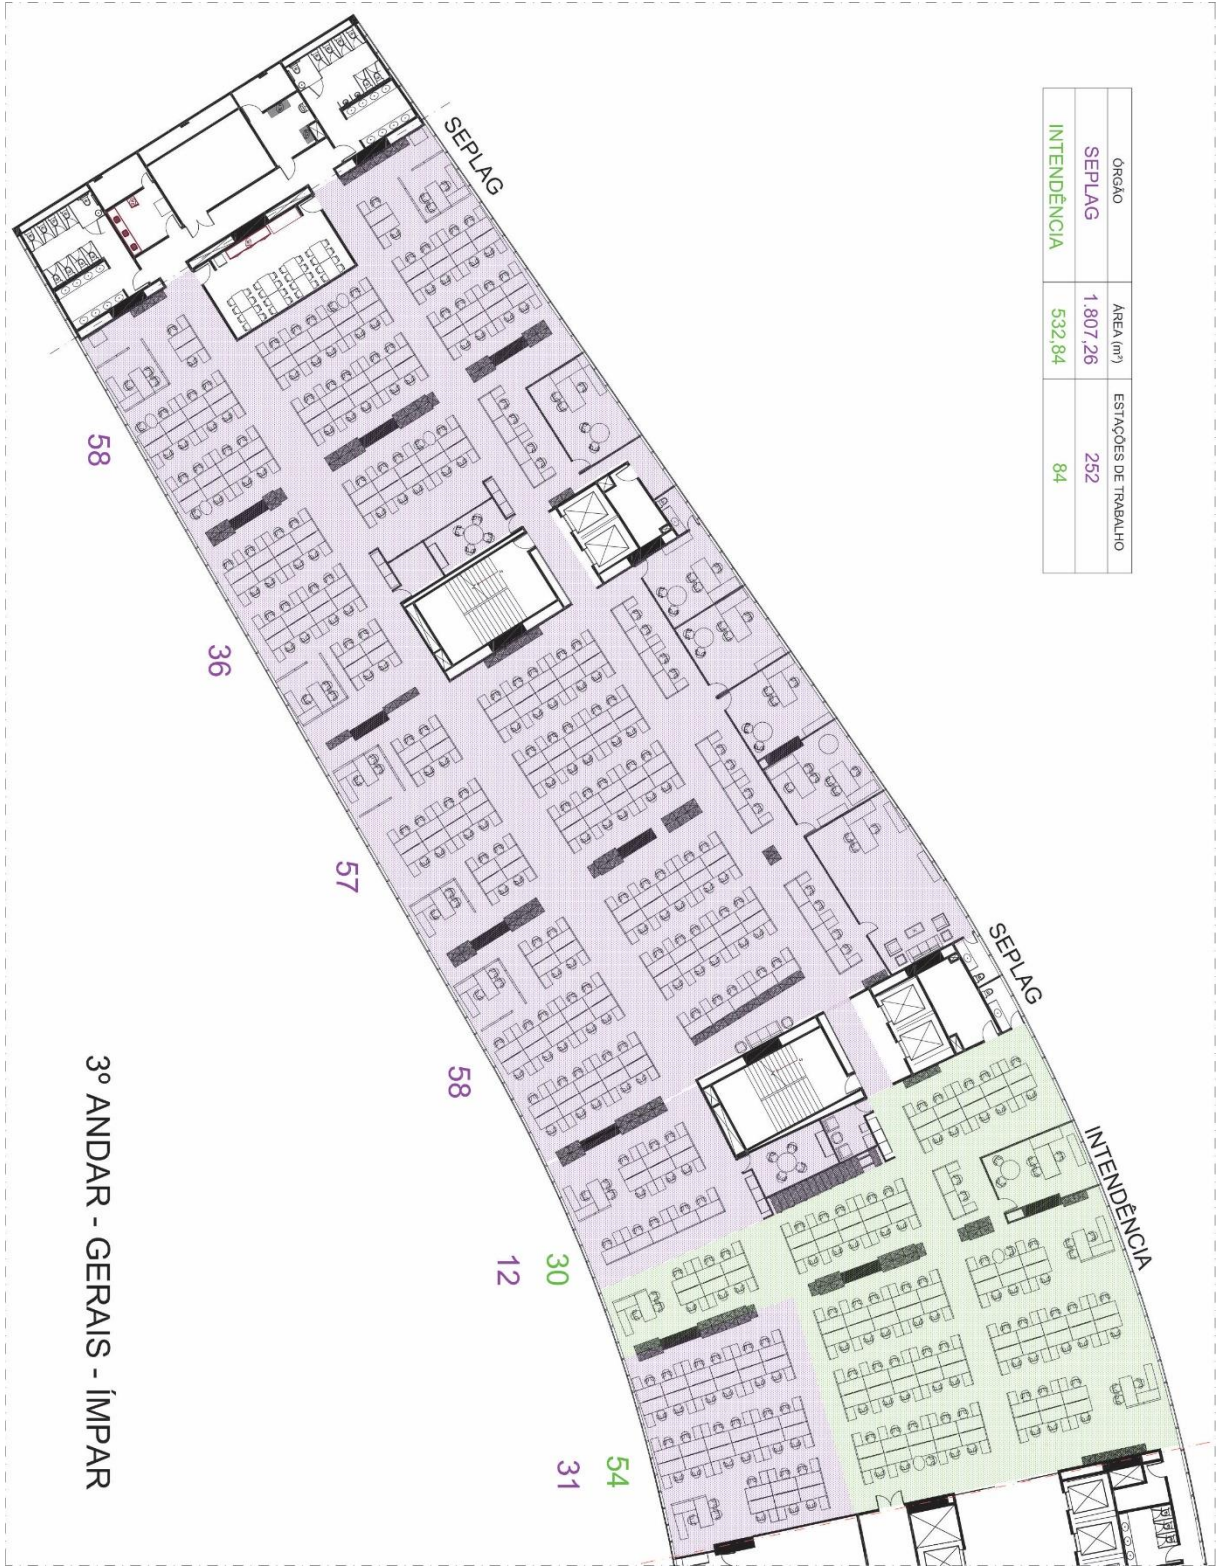 ÓRGÃO ÁREA (m²) ESTAÇÕES DE TRABALHO
SEPLAG 1.807,26 252
INTENDÊNCIA 532,84 84
SEPLAG
SEPLAG
INTENDÊNCIA
58
36
57
58
30
12
54
31
3º ANDAR - GERAIS - ÍMPAR